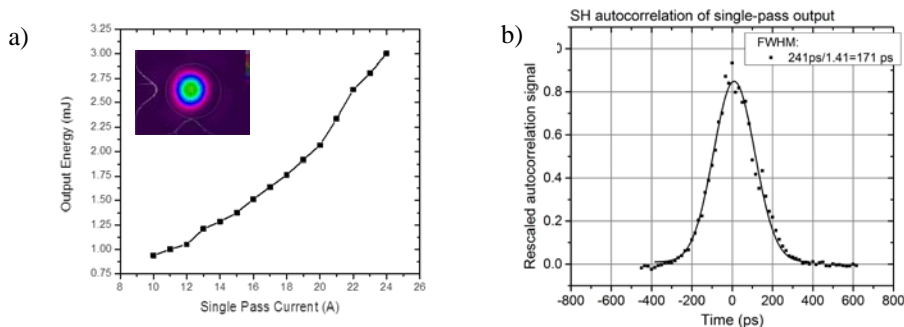 a)
3.25
3.00
2.75
2.50
2.25
2.00
1.75
1.50
1.25
1.00
0.75
8 10 12 14 16 18 20 22 24 26
Output Energy (mJ)
Single Pass Current (A)
b)
SH autocorrelation of single-pass output
FWHM:
241ps/1.41=171 ps
0.8
0.6
0.4
0.2
0.0
-800 -600 -400 -200 0 200 400 600 800
Rescaled autocorrelation signal
Time (ps)